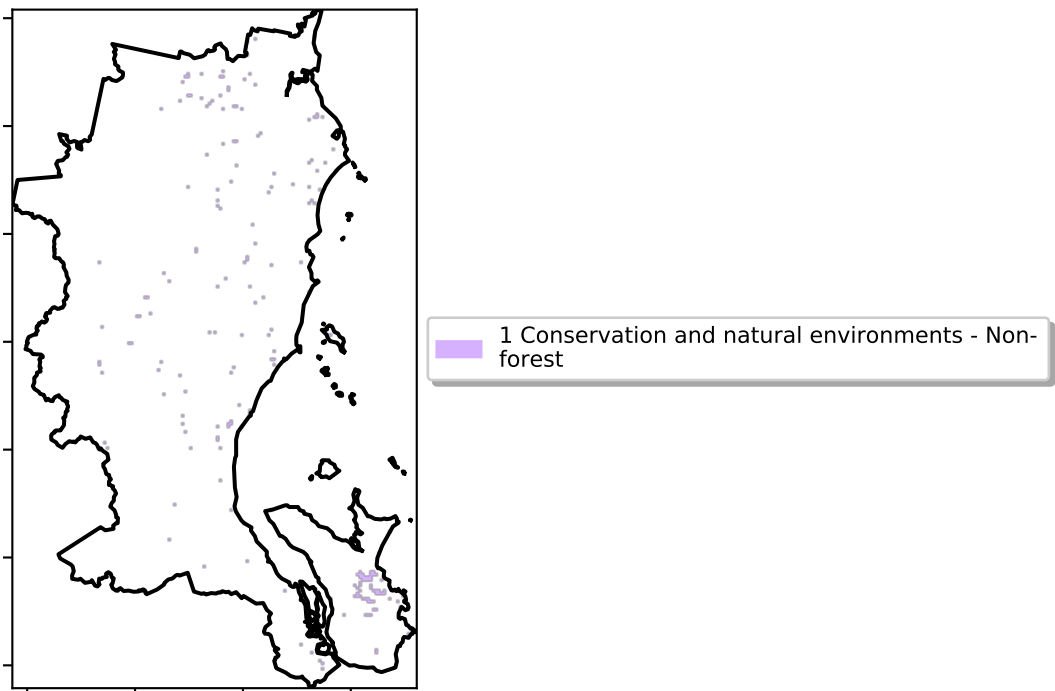 1 Conservation and natural environments - Non-
forest